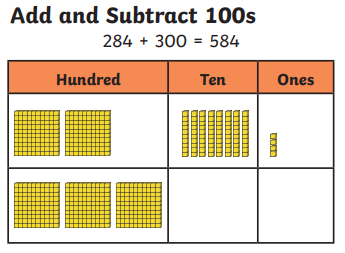 Add and Subtract 100s
284 + 300 = 584
Hundred Ten Ones